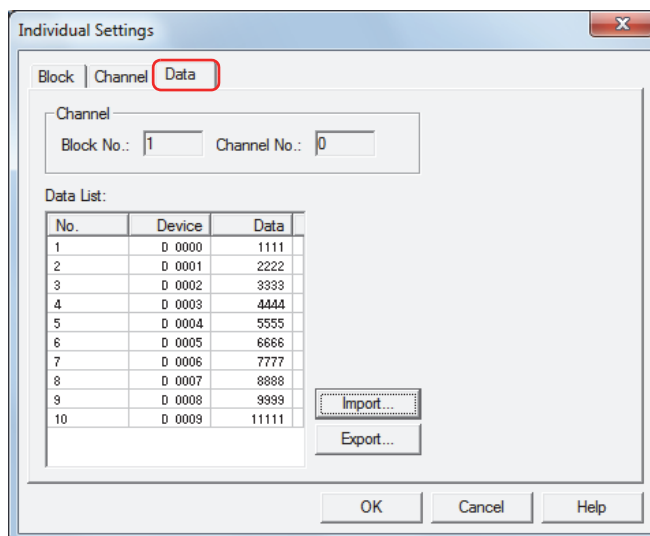 Individual Settings
x
Block Channel Data
Channel
Block No.: 1 Channel No.: 0
Data List:
No. Device Data
1 D 0000 1111
2 D 0001 2222
3 D 0002 3333
4 D 0003 4444
5 D 0004 5555
6 D 0005 6666
7 D 0006 7777
8 D 0007 8888
9 D 0008 9999
10 D 0009 11111
Import...
Export...
OK Cancel Help